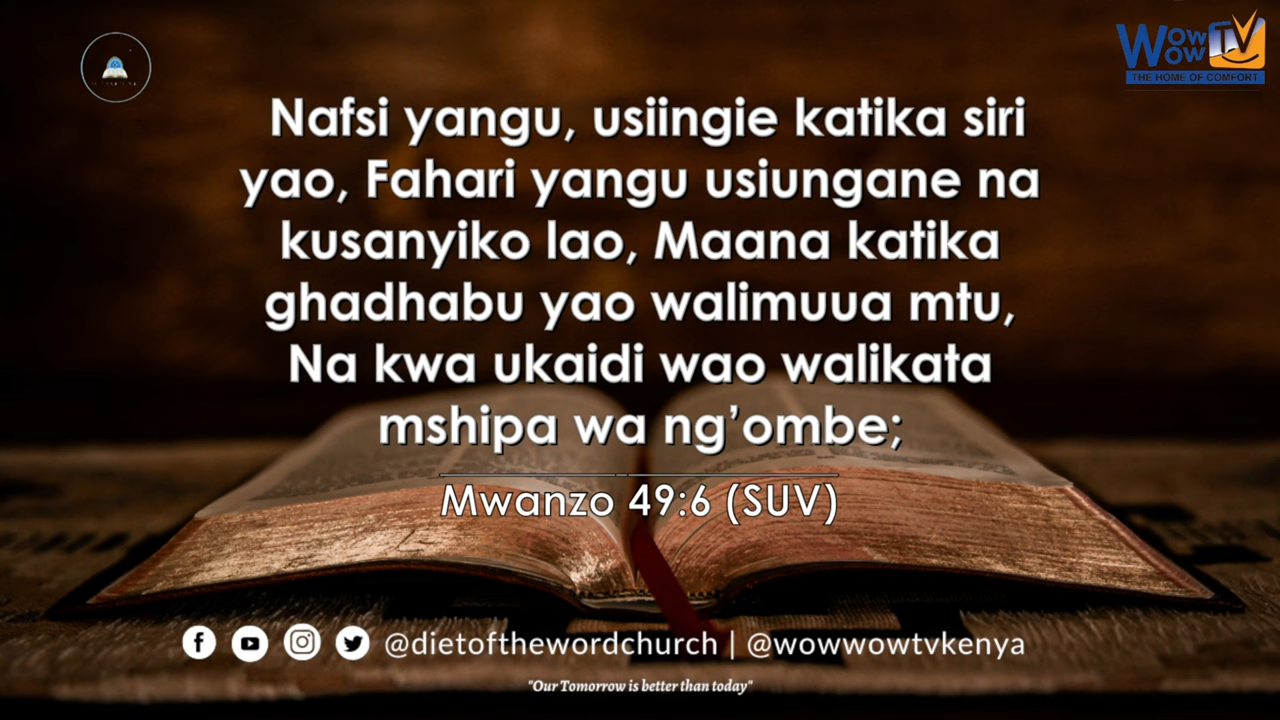 WOW WOW TV
THE HOME OF COMFORT
Nafsi yangu, usiingie katika siri
yao, Fahari yangu usiungane na
kusanyiko lao, Maana katika
ghadhabu yao walimuua mtu,
Na kwa ukaidi wao walikata
mshipa wa ng’ombe;
Mwanzo 49:6 (SUV)
@dietofthewordchurch | @wowwowtvkenya
"Our Tomorrow is better than today"